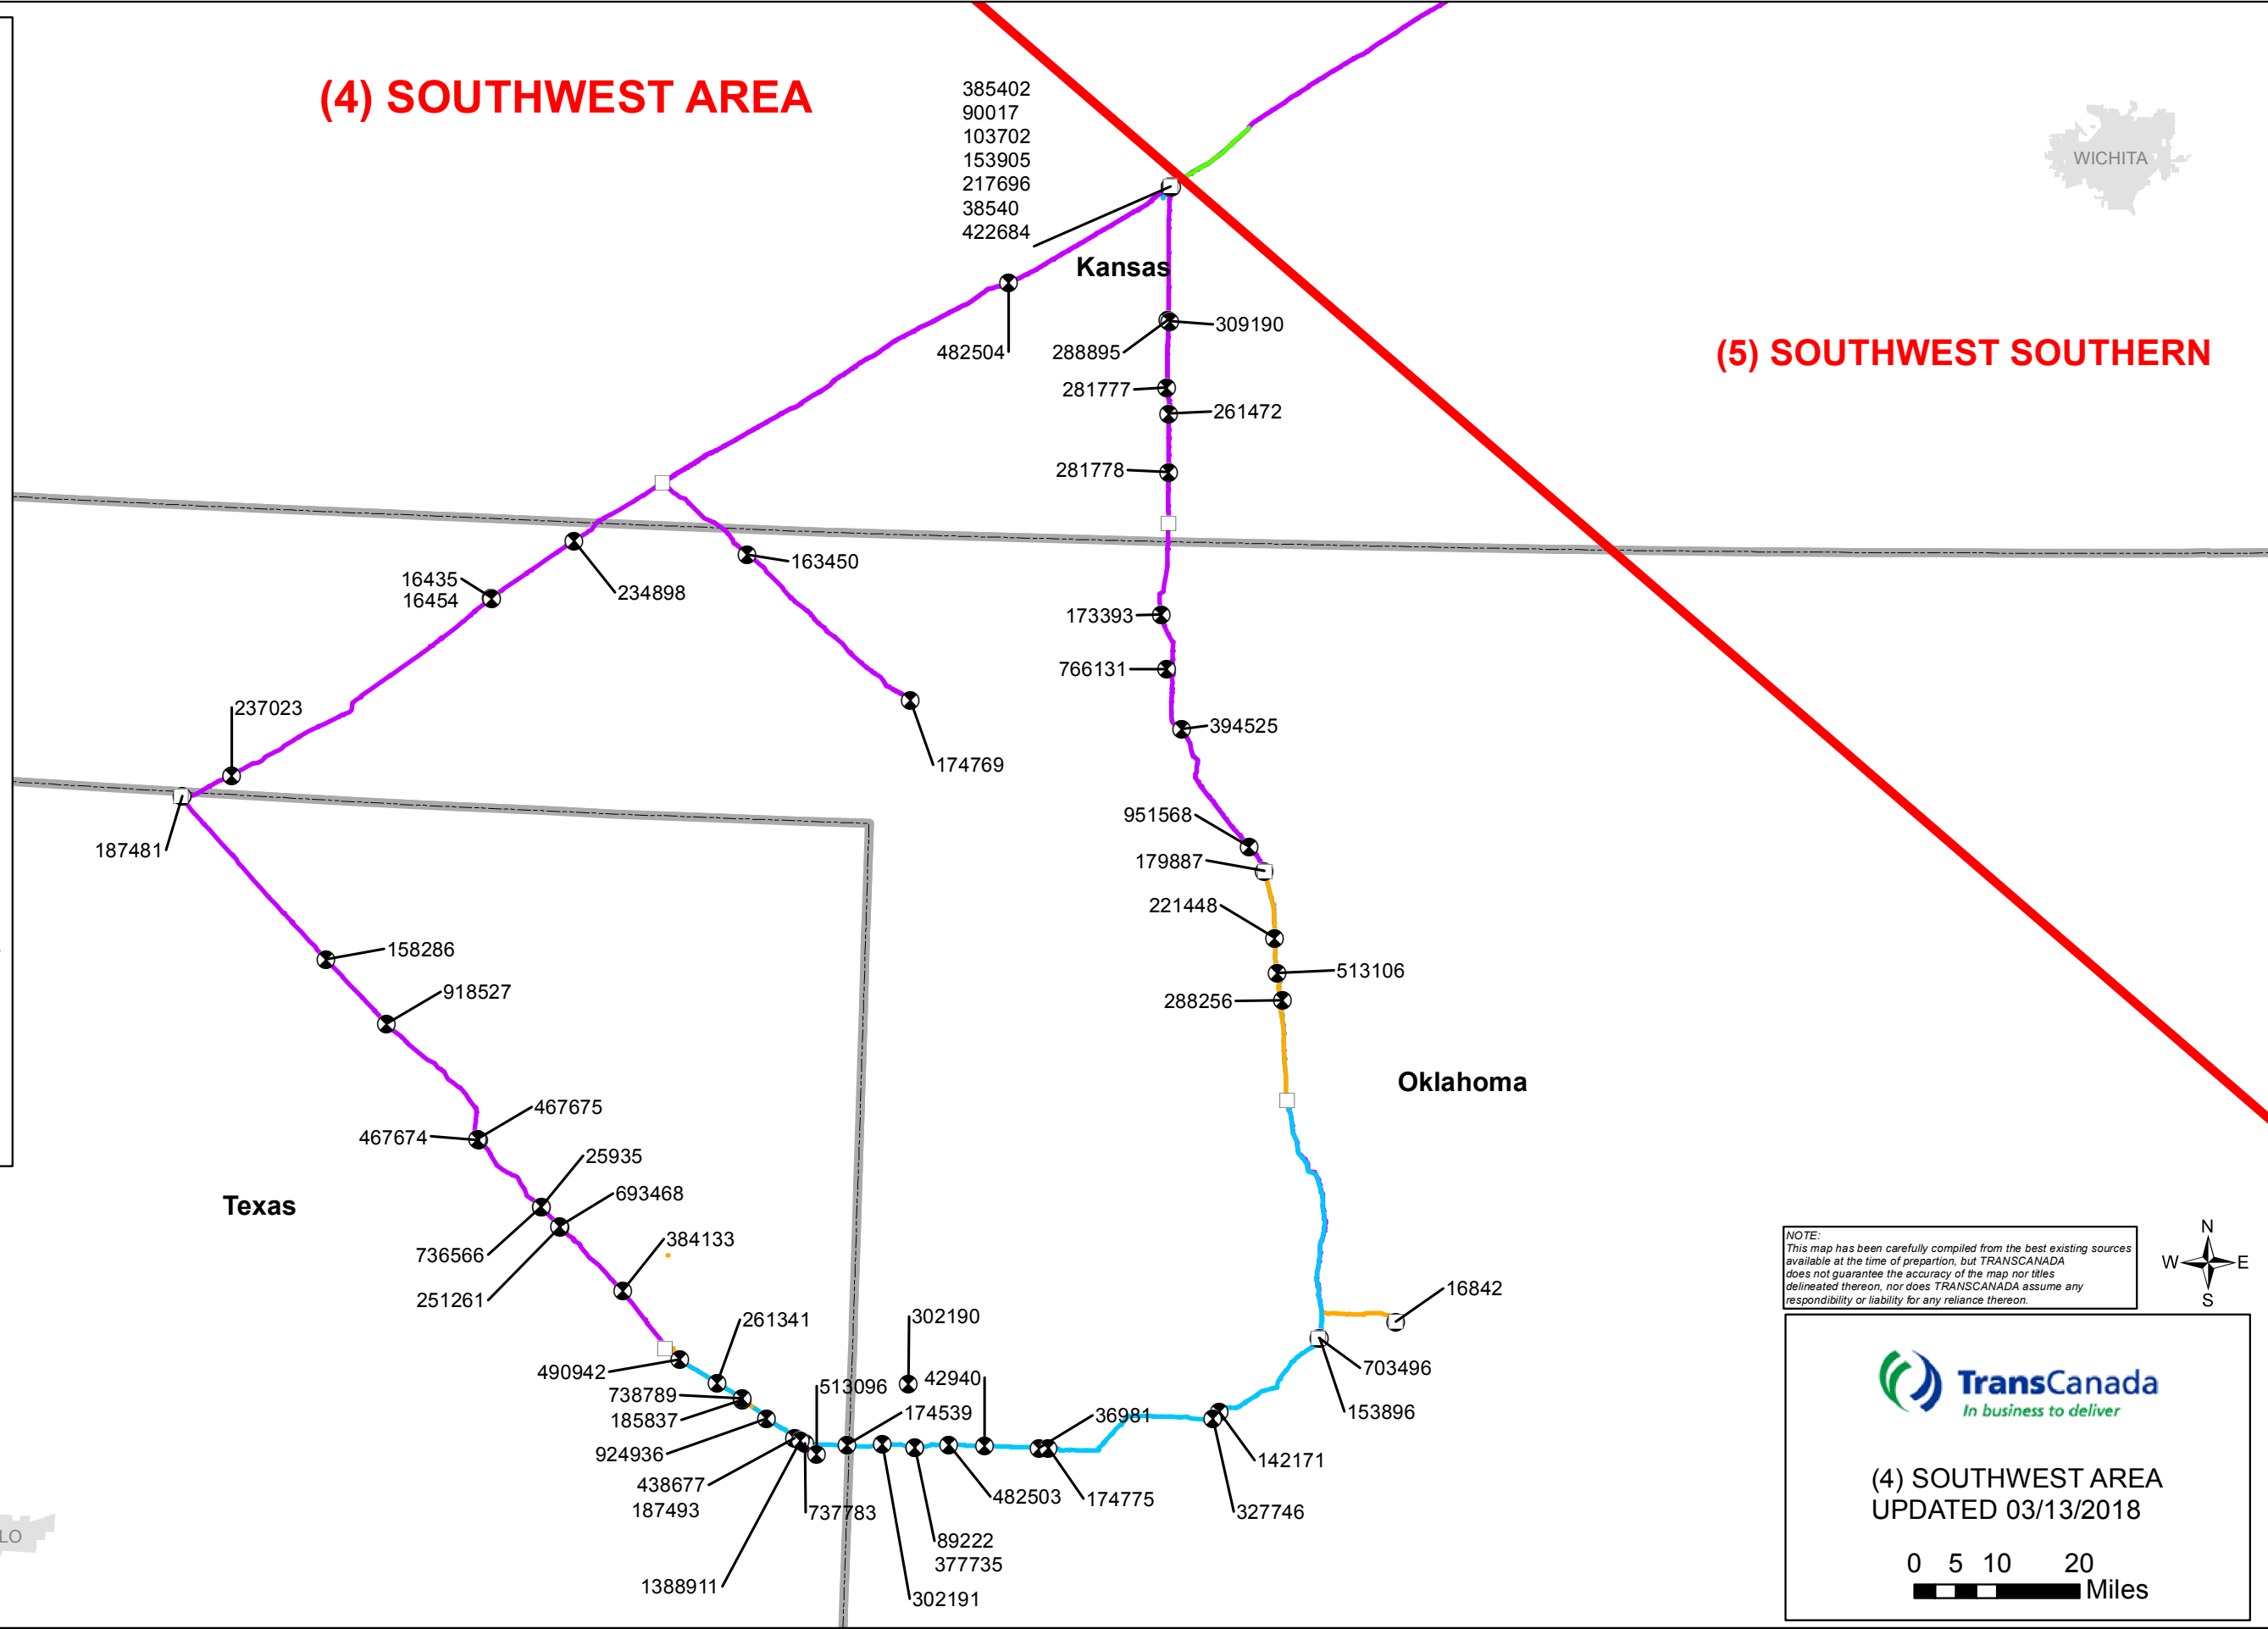 (4) SOUTHWEST AREA
385402
90017
103702
153905
217696
38540
422684
WICHITA
Kansas
309190
482504
288895
(5) SOUTHWEST SOUTHERN
281777
261472
281778
163450
16435
16454
234898
173393
766131
237023
394525
174769
951568
187481
179887
221448
158286
513106
918527
288256
Oklahoma
467675
467674
25935
693468
Texas
384133
736566
251261
NOTE:
This map has been carefully compiled from the best existing sources
available at the time of prepartion, but TRANSCANADA
does not guarantee the accuracy of the map nor titles
delineated thereon, nor does TRANSCANADA assume any
respondibility or liability for any reliance thereon.
N
W E
S
16842
261341
302190
490942
703496
42940
513096
738789
185837
174539
36981
153896
924936
142171
438677
187493
737783
482503
174775
327746
89222
377735
1388911
302191
LO
TransCanada
In business to deliver
(4) SOUTHWEST AREA
UPDATED 03/13/2018
0 5 10 20
Miles